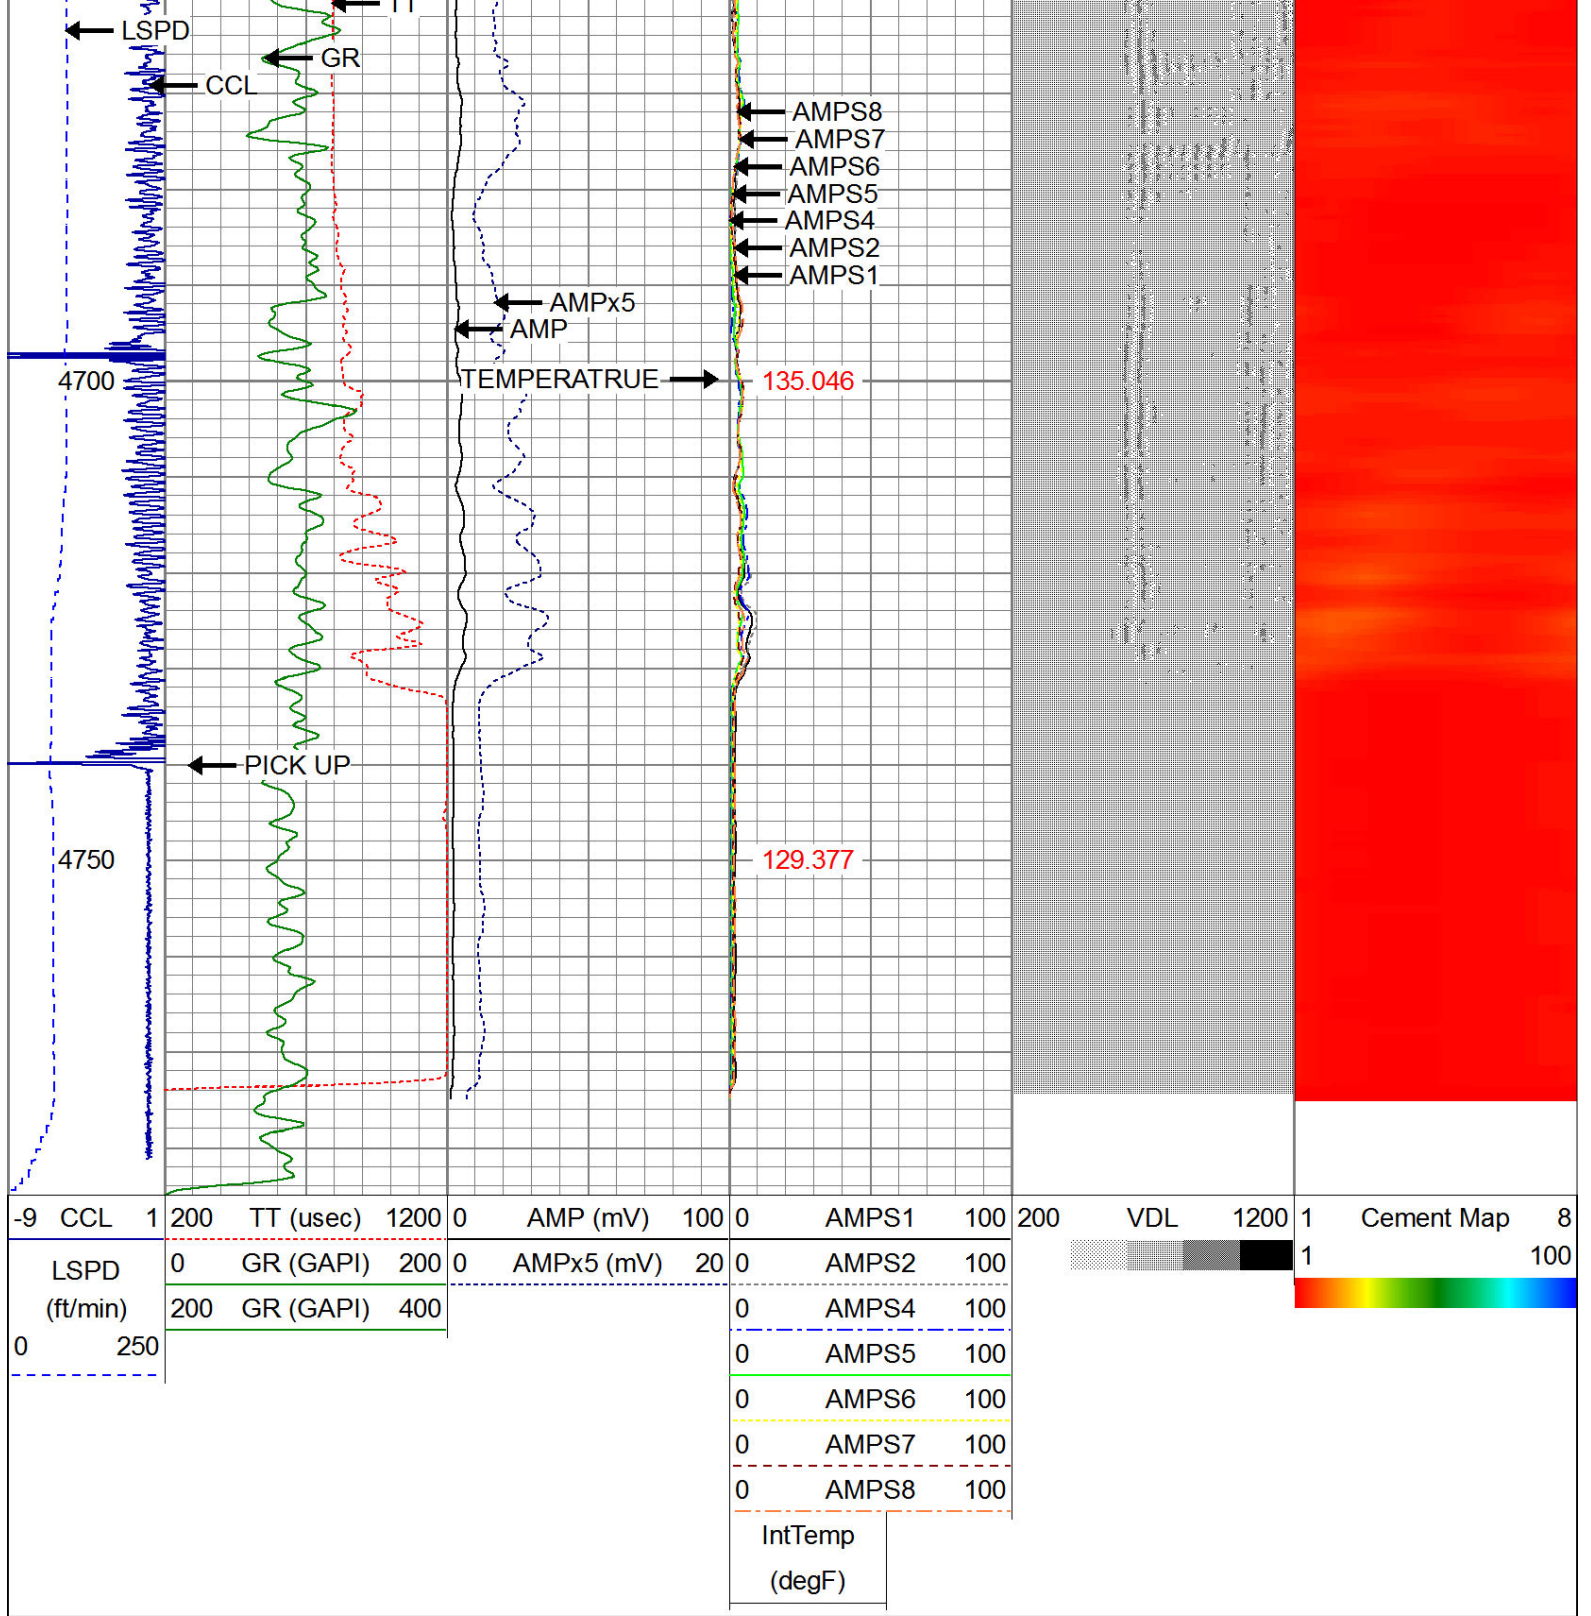 TT
LSPD
GR
CCL
AMPS8
AMPS7
AMPS6
AMPS5
AMPS4
AMPS2
AMPS1
AMPx5
AMP
4700 TEMPERATRUE 135.046
PICK UP
4750 129.377
-9 CCL 1 200 TT (usec) 1200 0 AMP (mV) 100 0 AMPS1 100 200 VDL 1200 1 Cement Map 8
LSPD 0 GR (GAPI) 200 0 AMPx5 (mV) 20 0 AMPS2 100 1 100
(ft/min) 200 GR (GAPI) 400 0 AMPS4 100
0 250 0 AMPS5 100
0 AMPS6 100
0 AMPS7 100
0 AMPS8 100
IntTemp
(degF)